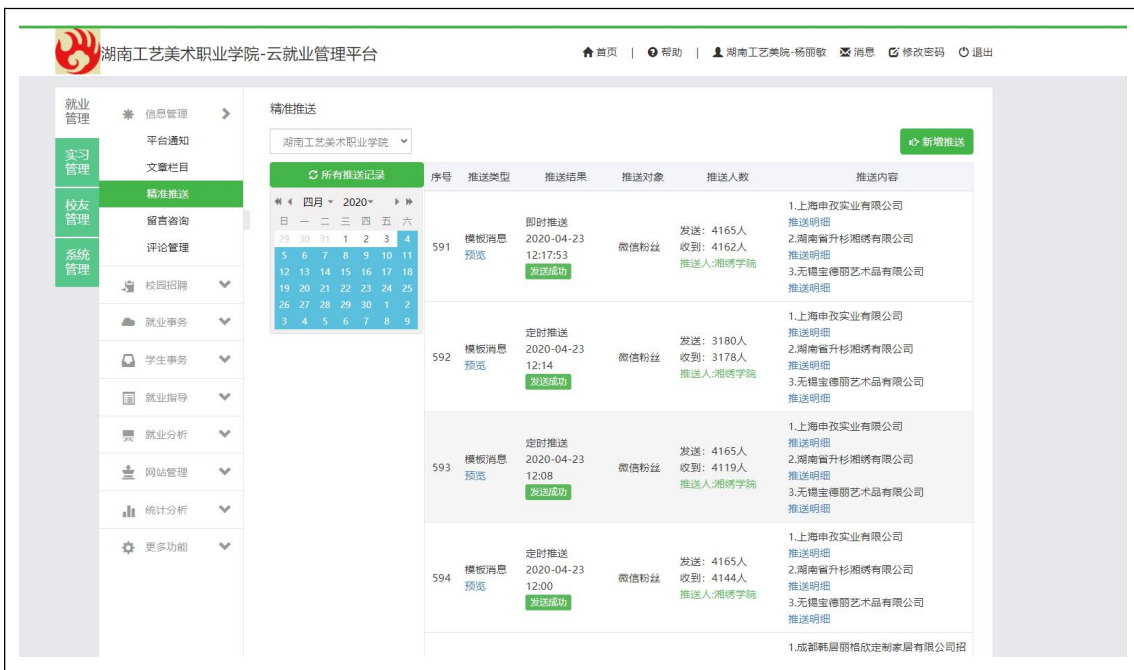 湖南工艺美术职业学院-云就业管理平台
首页 | 帮助 | 湖南工艺美院-杨丽敏 消息 修改密码 退出
就业
管理
实习
管理
校友
管理
系统
管理
信息管理
平台通知
文章栏目
精准推送
留言咨询
评论管理
校园招聘
就业事务
学生事务
就业指导
就业分析
网站管理
统计分析
更多功能
精准推送
湖南工艺美术职业学院
新增推送
所有推送记录
四月 2020
日 一 二 三 四 五 六
29 30 31 1 2 3 4
5 6 7 8 9 10 11
12 13 14 15 16 17 18
19 20 21 22 23 24 25
26 27 28 29 30 1 2
3 4 5 6 7 8 9
序号 推送类型 推送结果 推送对象 推送人数 推送内容
591
模板消息
预览
即时推送
2020-04-23
12:17:53
发送成功
微信粉丝
发送：4165人
收到：4162人
推送人:湘绣学院
1.上海申孜实业有限公司
推送明细
2.湖南省升杉湘绣有限公司
推送明细
3.无锡宝德丽艺术品有限公司
推送明细
592
模板消息
预览
定时推送
2020-04-23
12:14
发送成功
微信粉丝
发送：3180人
收到：3178人
推送人:湘绣学院
1.上海申孜实业有限公司
推送明细
2.湖南省升杉湘绣有限公司
推送明细
3.无锡宝德丽艺术品有限公司
推送明细
593
模板消息
预览
定时推送
2020-04-23
12:08
发送成功
微信粉丝
发送：4165人
收到：4119人
推送人:湘绣学院
1.上海申孜实业有限公司
推送明细
2.湖南省升杉湘绣有限公司
推送明细
3.无锡宝德丽艺术品有限公司
推送明细
594
模板消息
预览
定时推送
2020-04-23
12:00
发送成功
微信粉丝
发送：4165人
收到：4144人
推送人:湘绣学院
1.上海申孜实业有限公司
推送明细
2.湖南省升杉湘绣有限公司
推送明细
3.无锡宝德丽艺术品有限公司
推送明细
1.成都韩居丽格欣定制家居有限公司招